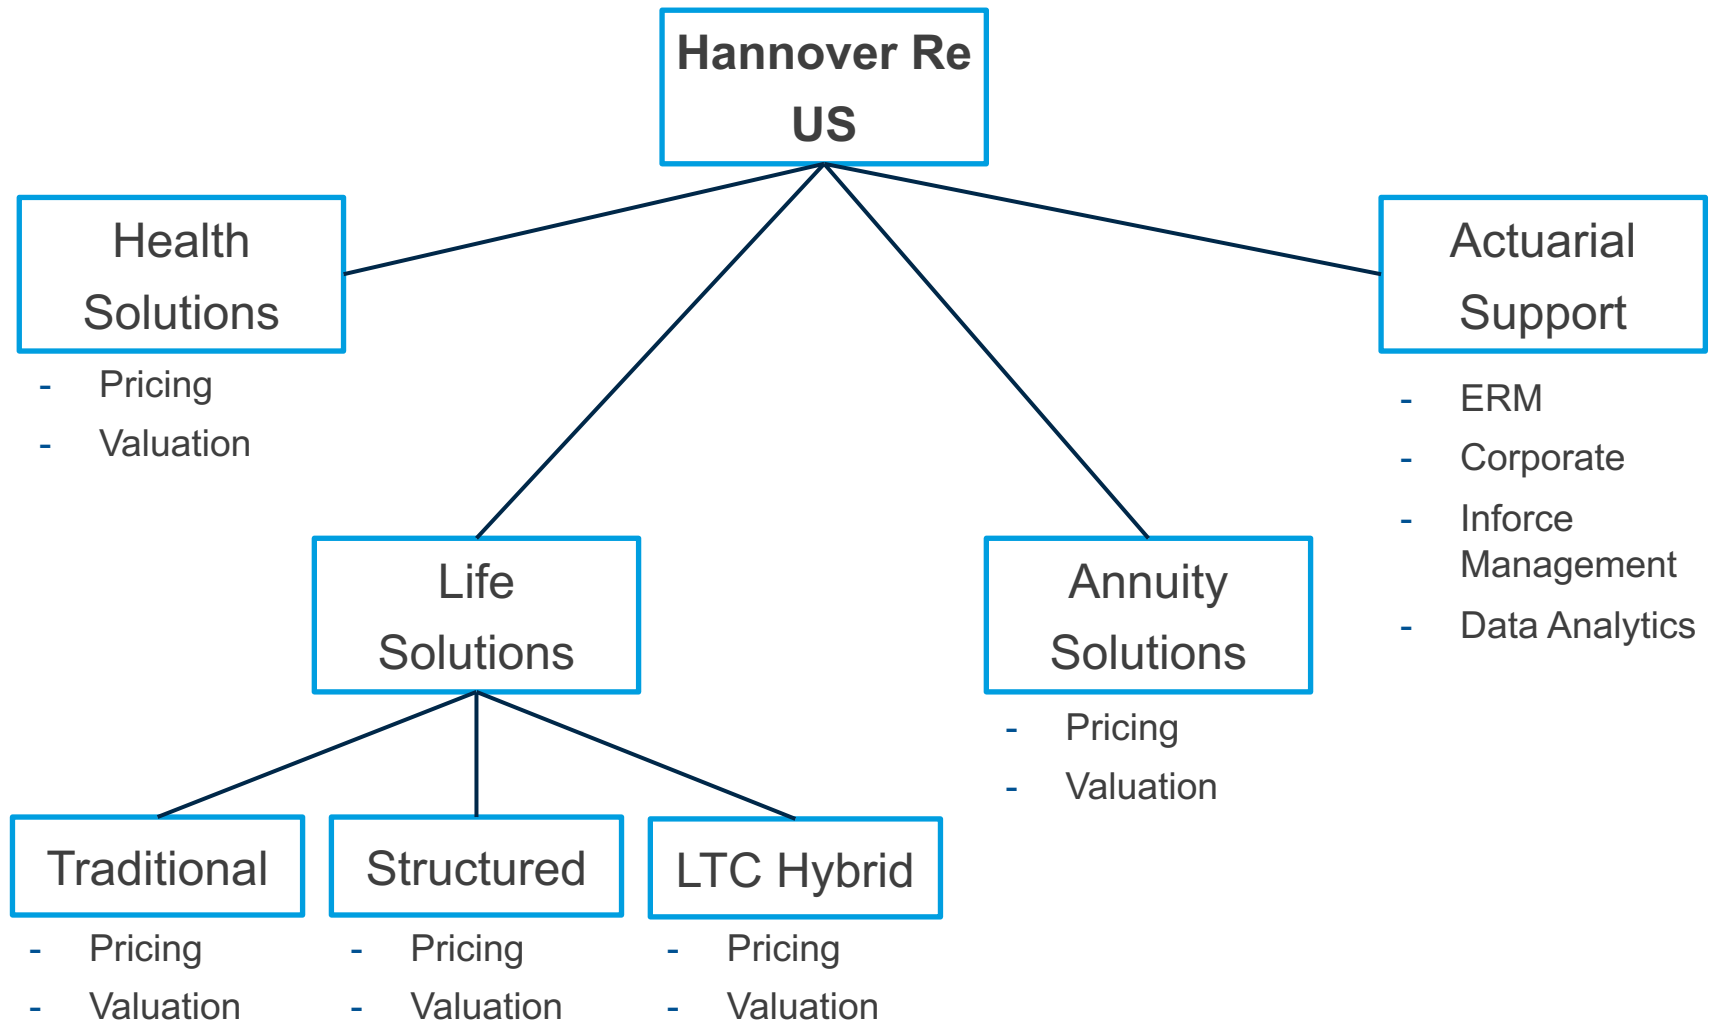 Hannover Re
US
Health
Solutions
- Pricing
- Valuation
Actuarial
Support
- ERM
- Corporate
- Inforce
Management
- Data Analytics
Life
Solutions
Annuity
Solutions
- Pricing
- Valuation
Traditional
- Pricing
- Valuation
Structured
- Pricing
- Valuation
LTC Hybrid
- Pricing
- Valuation